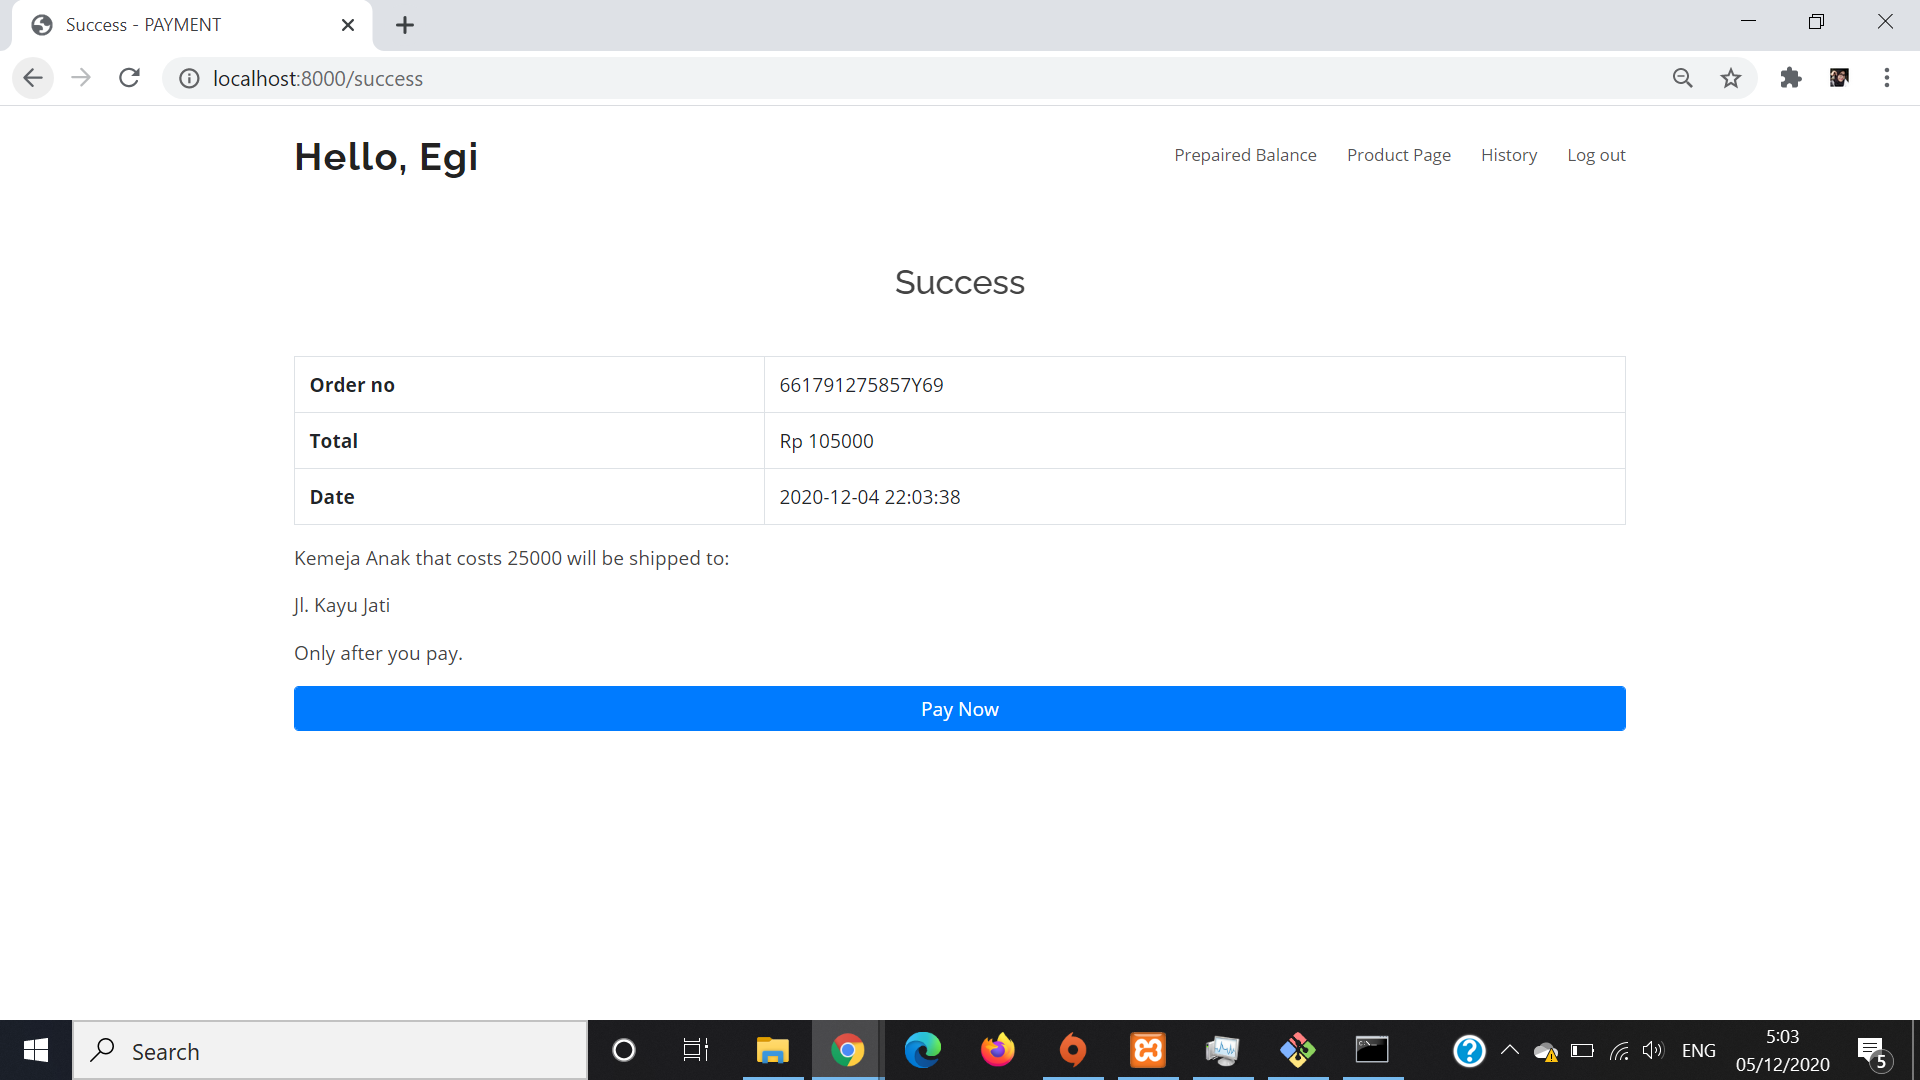 Success - PAYMENT
localhost:8000/success
Hello, Egi
Prepaired Balance Product Page History Log out
Success
Order no 661791275857Y69
Total Rp 105000
Date 2020-12-04 22:03:38
Kemeja Anak that costs 25000 will be shipped to:
Jl. Kayu Jati
Only after you pay.
Pay Now
Search
ENG
5:03
05/12/2020
5